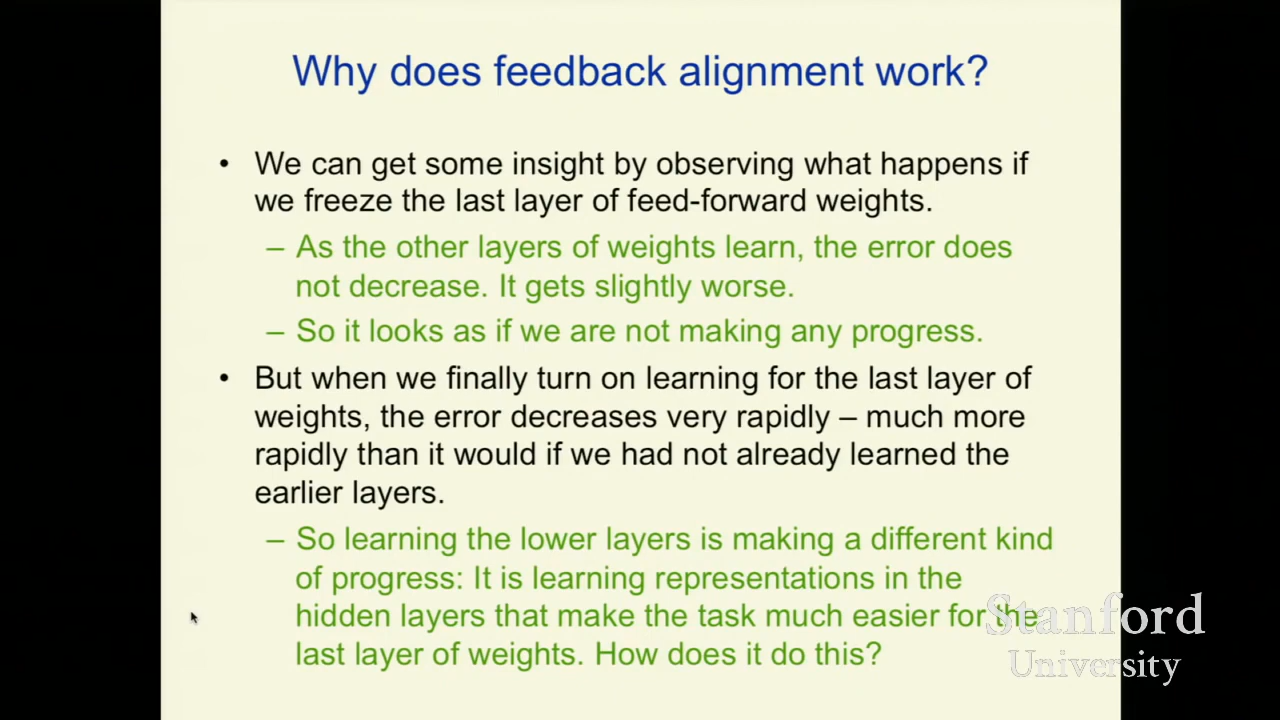 Why does feedback alignment work?
• We can get some insight by observing what happens if
we freeze the last layer of feed-forward weights.
– As the other layers of weights learn, the error does
not decrease. It gets slightly worse.
– So it looks as if we are not making any progress.
• But when we finally turn on learning for the last layer of
weights, the error decreases very rapidly – much more
rapidly than it would if we had not already learned the
earlier layers.
– So learning the lower layers is making a different kind
of progress: It is learning representations in the
hidden layers that make the task much easier for the
last layer of weights. How does it do this?
Stanford
University